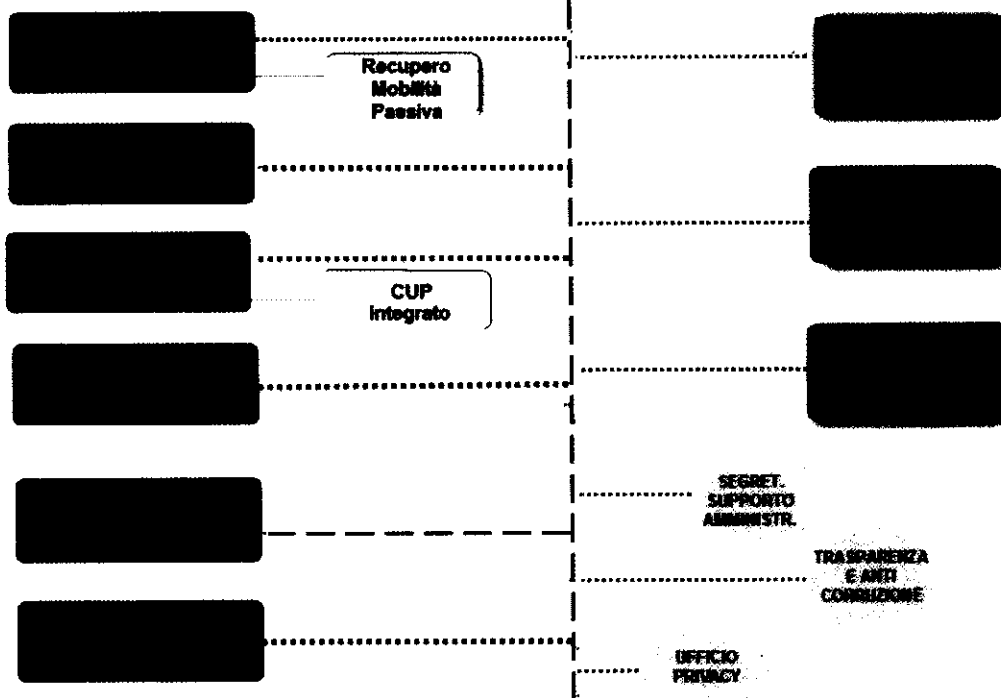 Recupero
Mobilità
Passiva
CUP
integrato
SEGRET.
SUPPORTO
AMMINISTR.
TRASPARENZA
E ANTI
CORRUZIONE
UFFICIO
PRIVACY